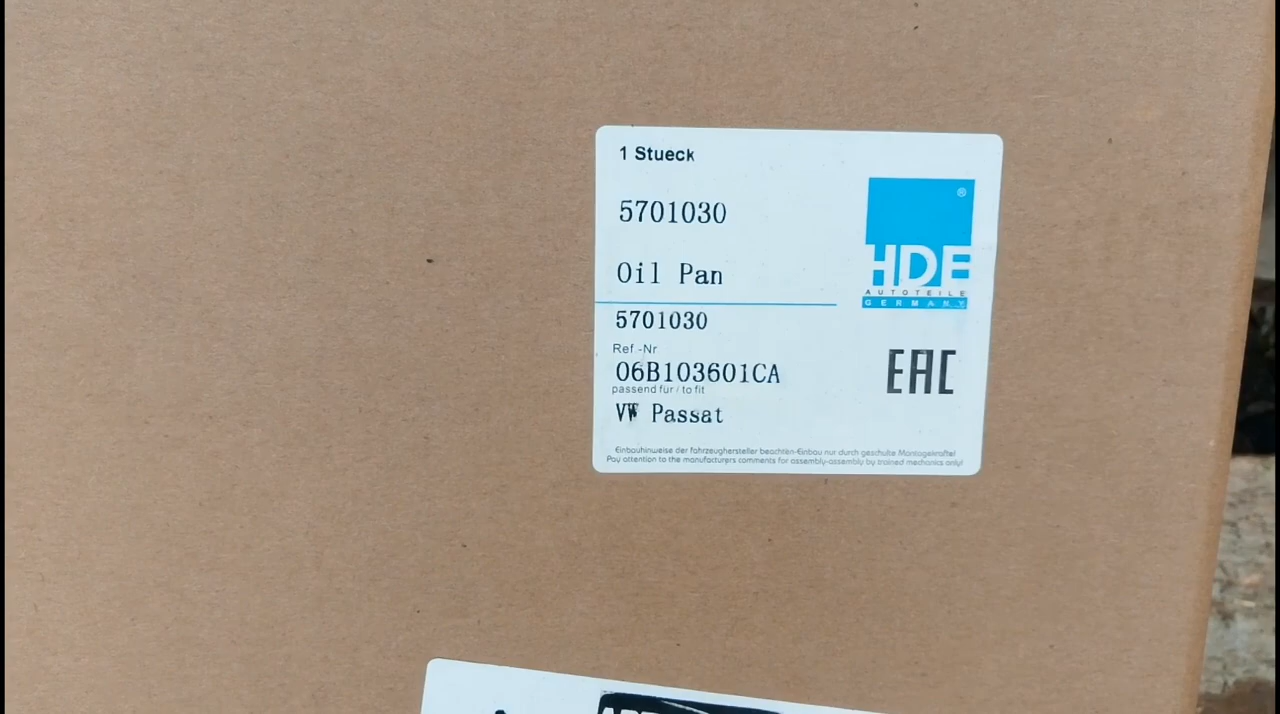 1 Stueck
5701030
Oil Pan
®
HDE
AUTOTEILE
GERMANY
5701030
Ref.-Nr
06B103601CA
passend für / to fit
VW Passat
EAC
Einbauhinweise der fahrzeughersteller beachten-Einbau nur durch geschulte Montagekräfte!
Pay attention to the manufacturers comments for assembly-assembly by trained mechanics only!